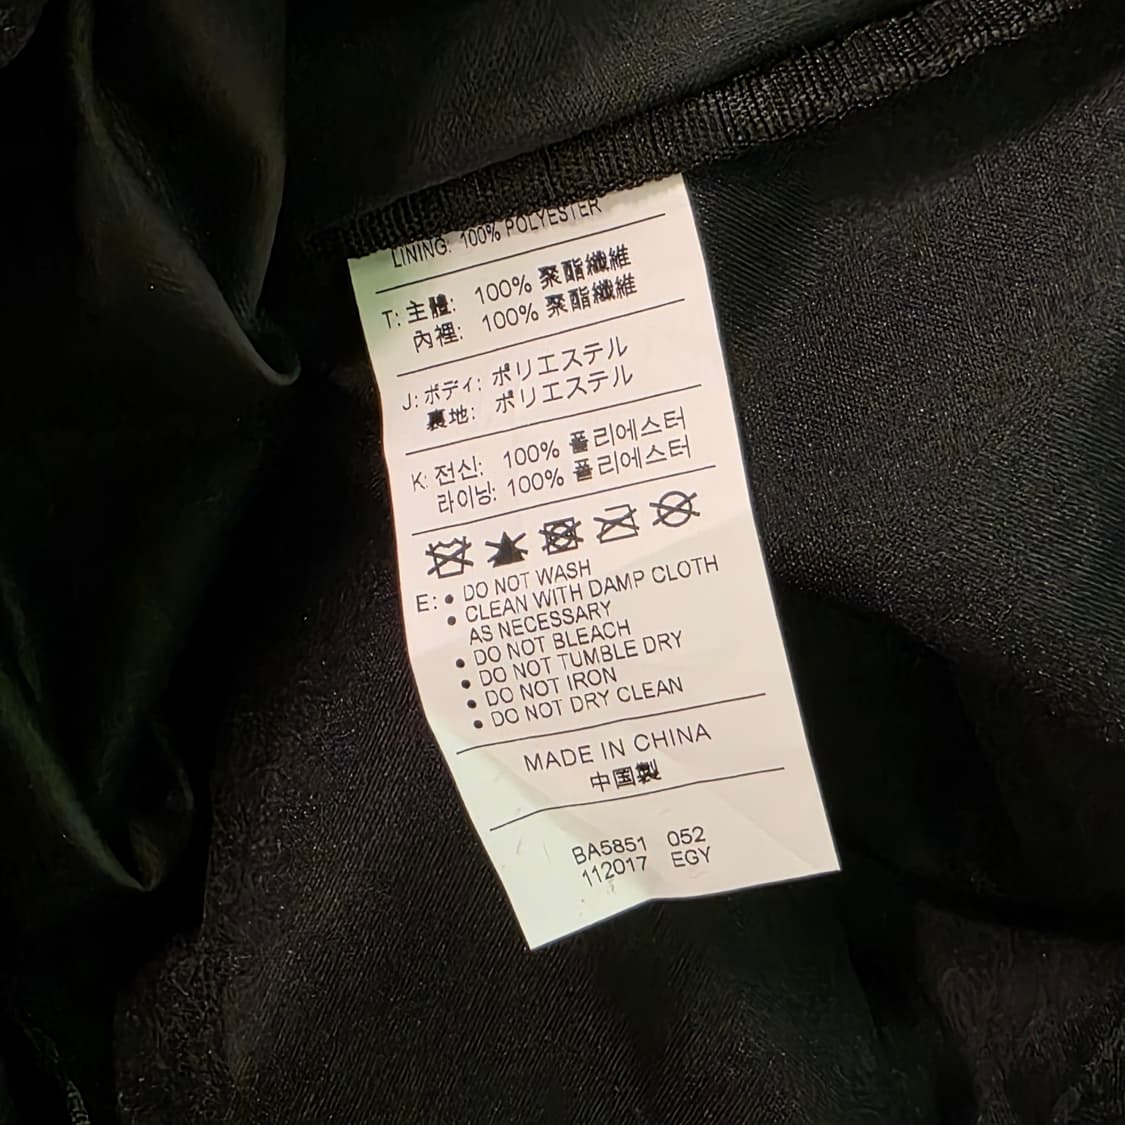 LINING: 100% POLYESTER
T: 主體: 100% 聚酯纖維
內裡: 100% 聚酯纖維
J: ボディ: ポリエステル
裏地: ポリエステル
K: 전신: 100% 폴리에스터
라이닝: 100% 폴리에스터
E: • DO NOT WASH
• CLEAN WITH DAMP CLOTH
AS NECESSARY
• DO NOT BLEACH
• DO NOT TUMBLE DRY
• DO NOT IRON
• DO NOT DRY CLEAN
MADE IN CHINA
中国製
BA5851 052
112017 EGY